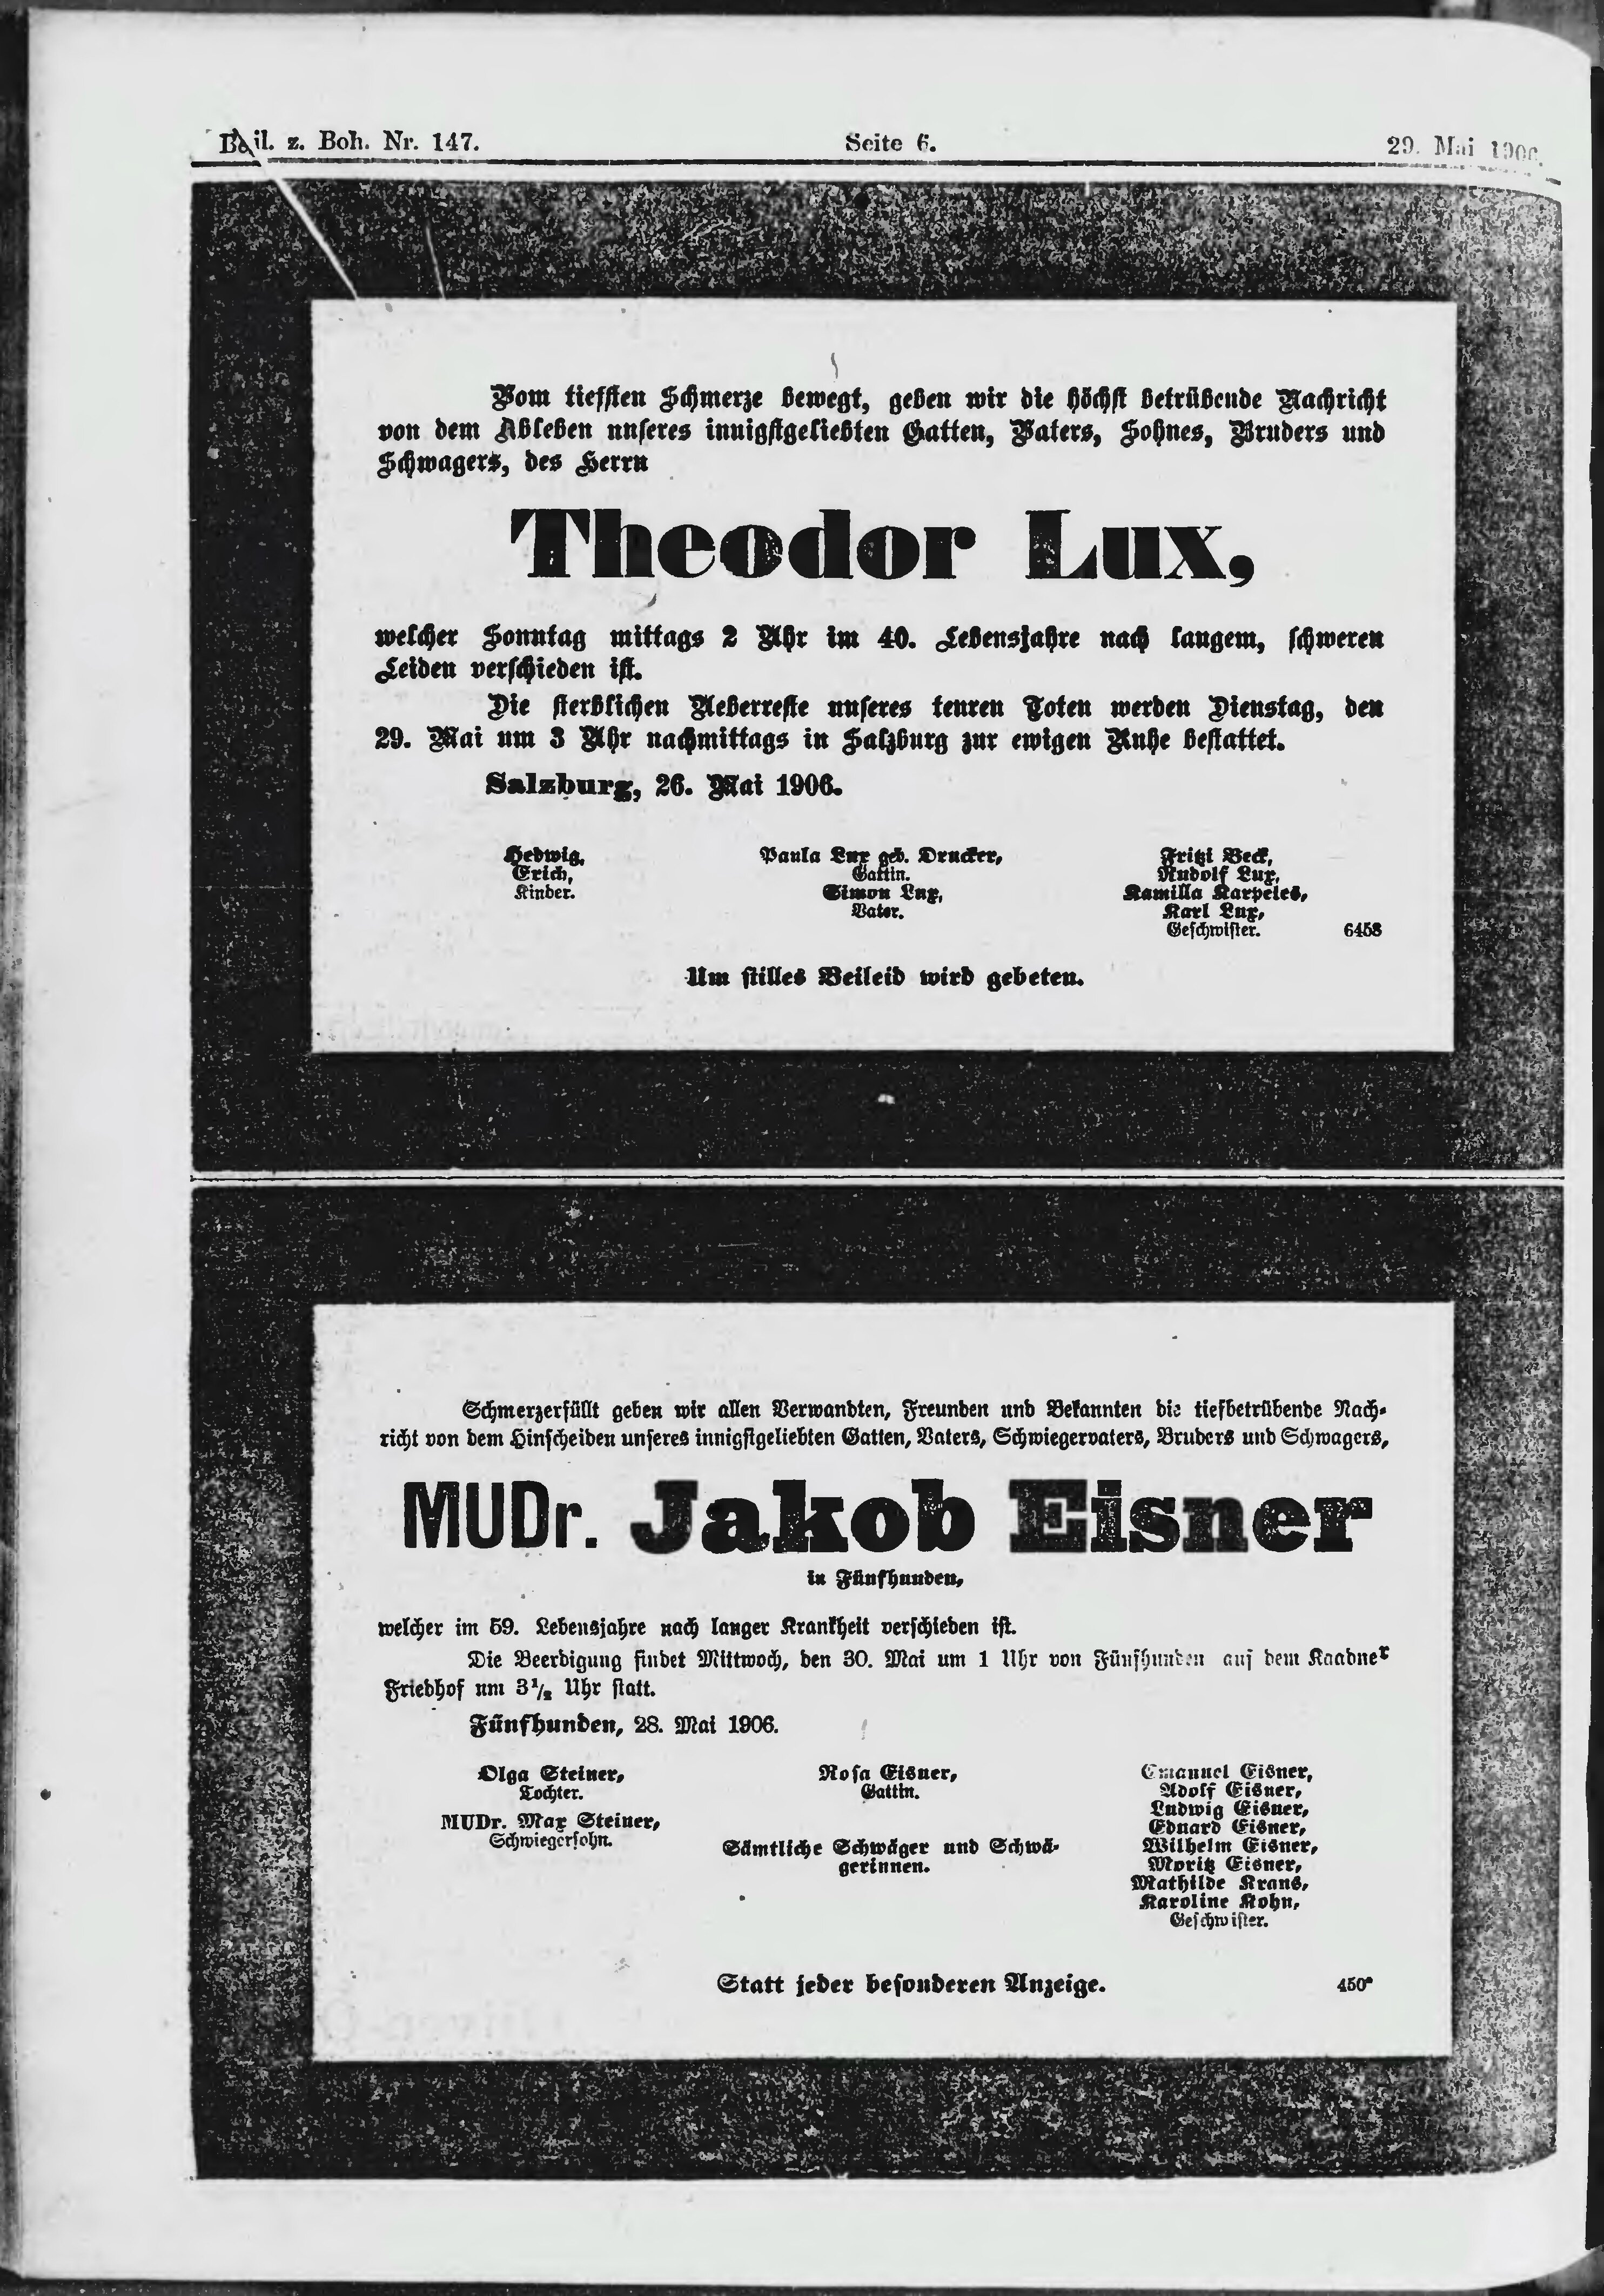 Beil. z. Boh. Nr. 147.
Seite 6.
29. Mai 1906.
Vom tiefsten Schmerze bewegt, geben wir die höchst betrübende Nachricht
von dem Ableben unseres innigstgeliebten Gatten, Vaters, Sohnes, Bruders und
Schwagers, des Herrn
Theodor Lux,
welcher Sonntag mittags 2 Uhr im 40. Lebensjahre nach langem, schweren
Leiden verschieden ist.
Die sterblichen Ueberreste unseres teuren Toten werden Dienstag, den
29. Mai um 3 Uhr nachmittags in Salzburg zur ewigen Ruhe bestattet.
Salzburg, 26. Mai 1906.
Hedwig,
Erich,
Kinder.
Paula Lux geb. Drucker,
Gattin.
Simon Lux,
Vater.
Fritzi Beck,
Rudolf Lux,
Kamilla Karpeles,
Karl Lux,
Geschwister.
6458
Um stilles Beileid wird gebeten.
Schmerzerfüllt geben wir allen Verwandten, Freunden und Bekannten die tiefbetrübende Nach-
richt von dem Hinscheiden unseres innigstgeliebten Gatten, Vaters, Schwiegervaters, Bruders und Schwagers,
MUDr. Jakob Eisner
in Fünfhunden,
welcher im 59. Lebensjahre nach langer Krankheit verschieden ist.
Die Beerdigung findet Mittwoch, den 30. Mai um 1 Uhr von Fünfhunden auf dem Kaadner
Friedhof um 3½ Uhr statt.
Fünfhunden, 28. Mai 1906.
Olga Steiner,
Tochter.
MUDr. Max Steiner,
Schwiegersohn.
Rosa Eisner,
Gattin.
Sämtliche Schwäger und Schwä-
gerinnen.
Emanuel Eisner,
Adolf Eisner,
Ludwig Eisner,
Eduard Eisner,
Wilhelm Eisner,
Moritz Eisner,
Mathilde Kraus,
Karoline Kohn,
Geschwister.
Statt jeder besonderen Anzeige.